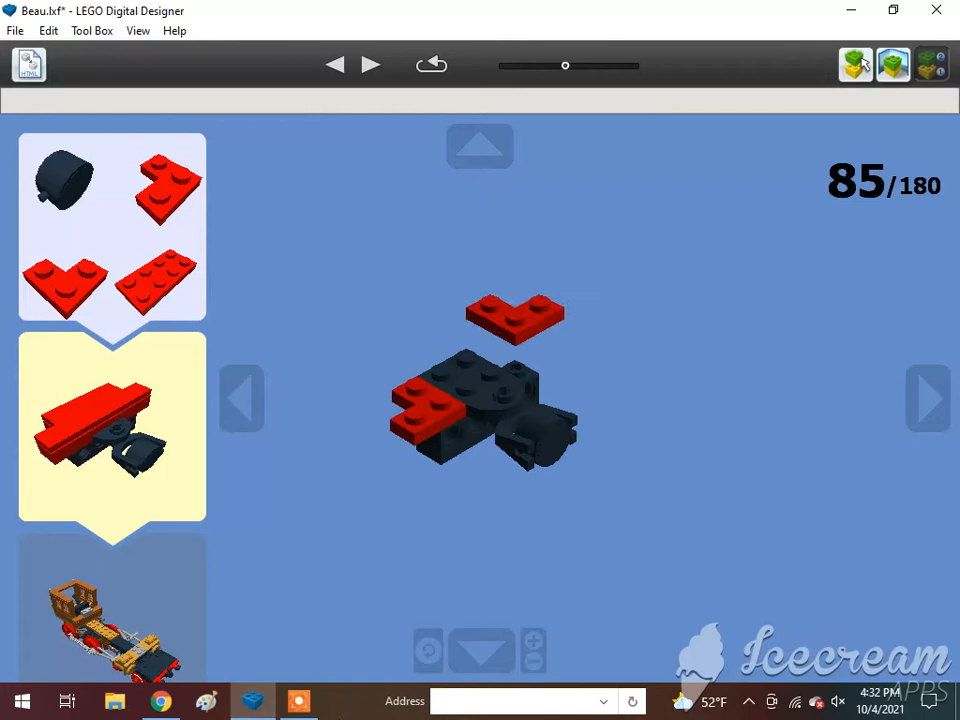 Beau.lxf* - LEGO Digital Designer
File Edit Tool Box View Help
HTML
85/180
Icecream
APPS
Address
52°F
4:32 PM
10/4/2021